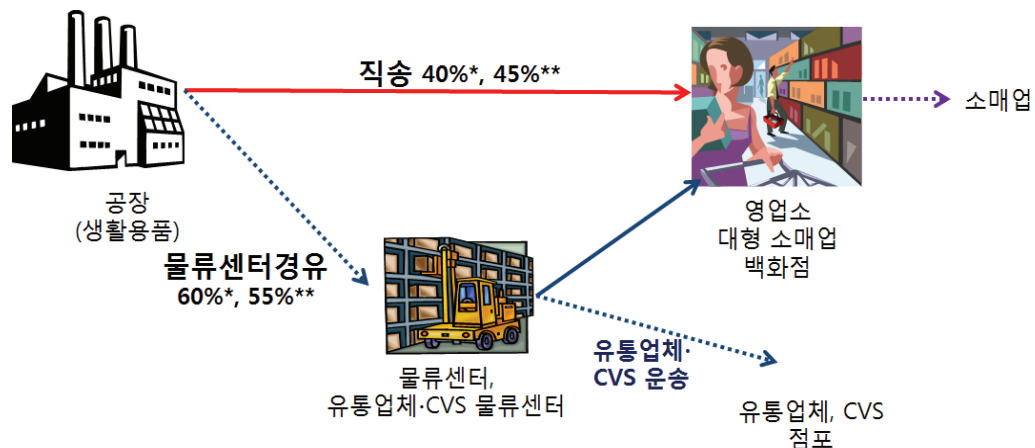 직송 40%*, 45%**
소매업
공장
(생활용품)
영업소
대형 소매업
백화점
물류센터경유
60%*, 55%**
유통업체·
CVS 운송
물류센터,
유통업체·CVS 물류센터
유통업체, CVS
점포